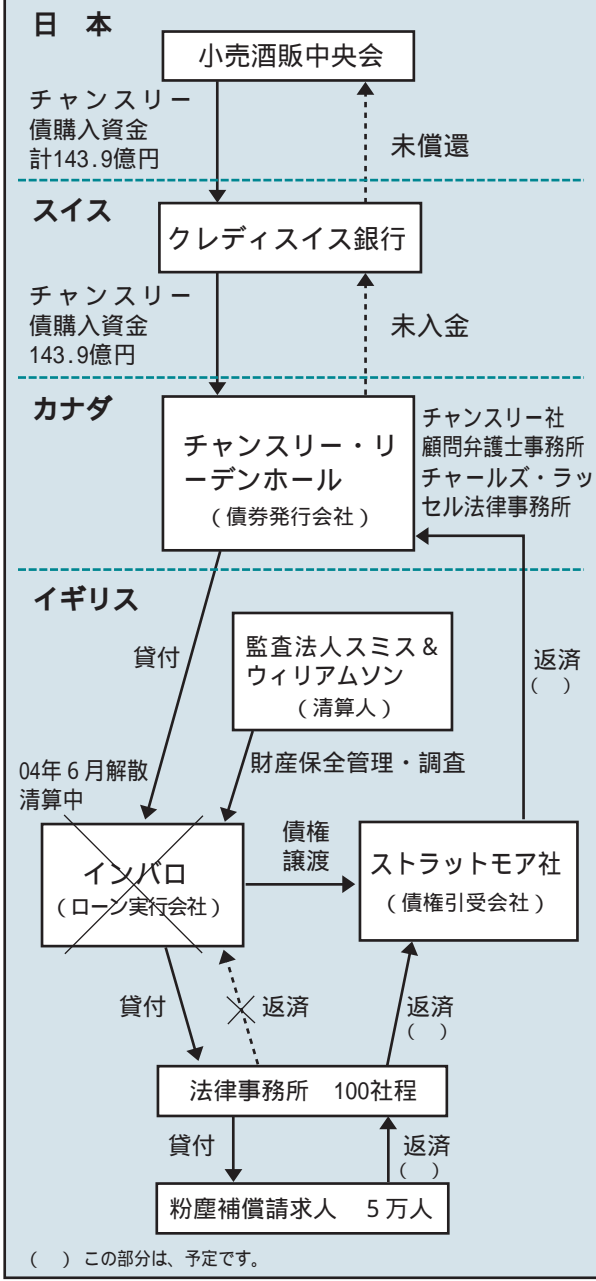 日　本
小売酒販中央会
チャンスリー
債購入資金
計143.9億円
未償還
スイス
クレディスイス銀行
チャンスリー
債購入資金
143.9億円
未入金
カナダ
チャンスリー・リ
ーデンホール
（債券発行会社）
チャンスリー社
顧問弁護士事務所
チャールズ・ラッ
セル法律事務所
イギリス
貸付
監査法人スミス＆
ウィリアムソン
（清算人）
返済
（　）
04年６月解散
清算中
財産保全管理・調査
インバロ
（ローン実行会社）
債権
譲渡
ストラットモア社
（債権引受会社）
貸付
返済
返済
（　）
法律事務所　100社程
貸付
返済
（　）
粉塵補償請求人　５万人
（　）この部分は、予定です。